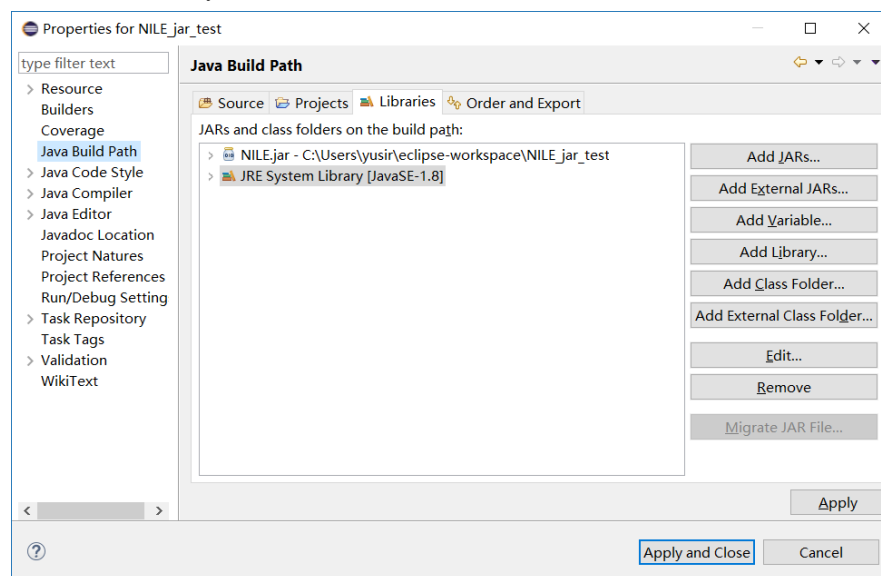 Properties for NILE_jar_test
type filter text
Resource
Builders
Coverage
Java Build Path
Java Code Style
Java Compiler
Java Editor
Javadoc Location
Project Natures
Project References
Run/Debug Setting
Task Repository
Task Tags
Validation
WikiText
Java Build Path
Source
Projects
Libraries
Order and Export
JARs and class folders on the build path:
NILE.jar - C:\Users\yusir\eclipse-workspace\NILE_jar_test
JRE System Library [JavaSE-1.8]
Add JARs...
Add External JARs...
Add Variable...
Add Library...
Add Class Folder...
Add External Class Folder...
Edit...
Remove
Migrate JAR File...
Apply
Apply and Close
Cancel